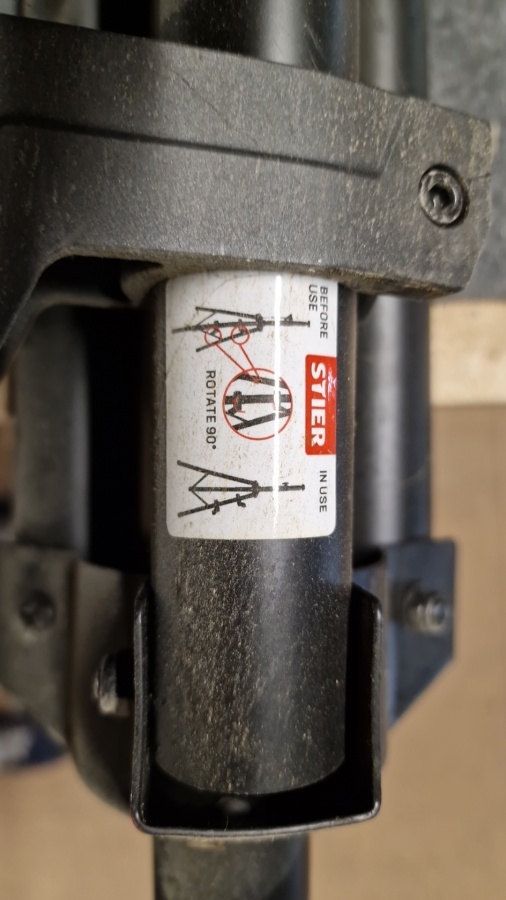 BEFORE
USE
STIER
IN USE
ROTATE 90°